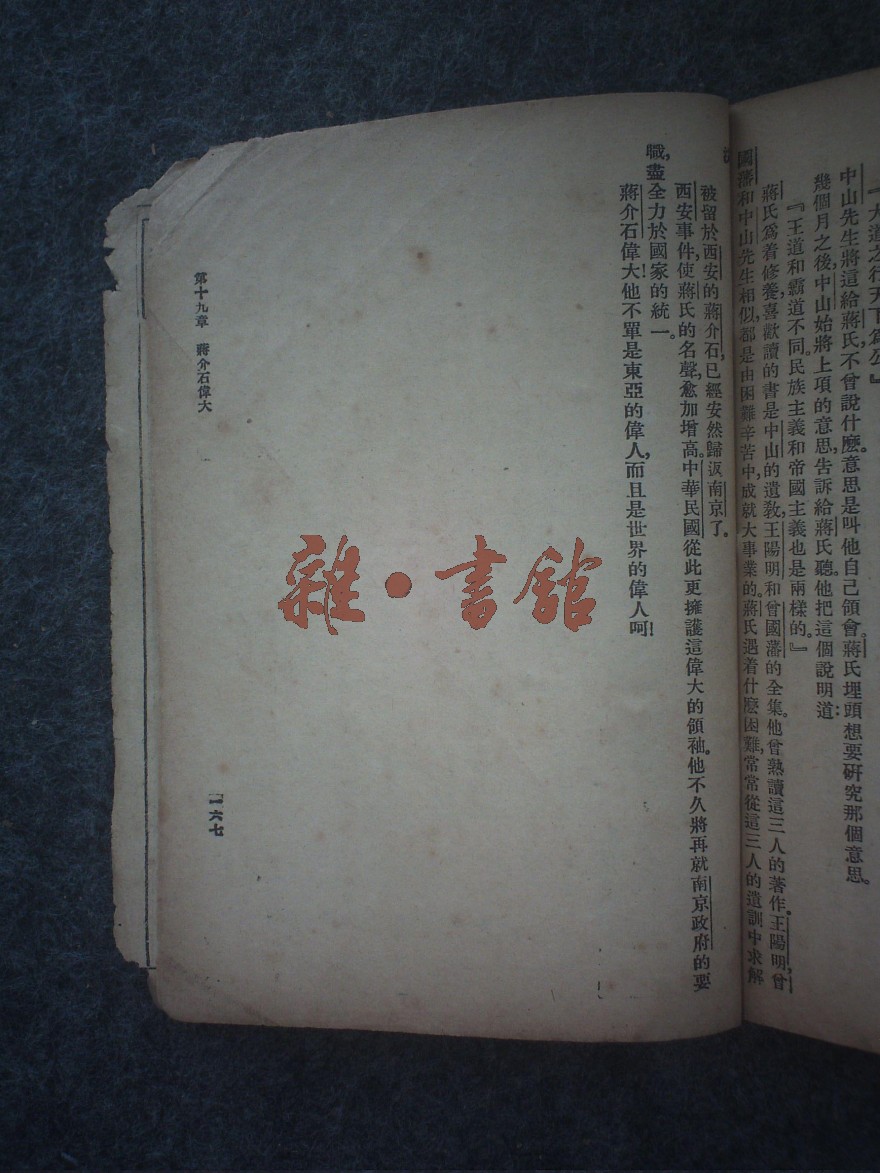 『大道之行天下爲公』
中山先生將這給蔣氏，不曾說什麼。意思是叫他自己領會。蔣氏埋頭想要研究那個意思。
幾個月之後，中山始將上項的意思，告訴給蔣氏聽。他把這個說明道：
『王道和霸道不同。民族主義和帝國主義也是兩樣的。』
蔣氏爲着修養，喜歡讀的書是中山的遺教，王陽明和曾國藩的全集。他曾熟讀這三人的著作。王陽明，曾
國藩和中山先生相似，都是由困難辛苦中，成就大事業的。蔣氏遇着什麼困難，常常從這三人的遺訓中求解
被留於西安的蔣介石，已經安然歸返南京了。
西安事件，使蔣氏的名聲，愈加增高。中華民國從此更擁護這偉大的領袖。他不久將再就南京政府的要
職，盡全力於國家的統一。
蔣介石偉大！他不單是東亞的偉人，而且是世界的偉人呵！
第十九章 蔣介石偉大
一六七
雜·書館